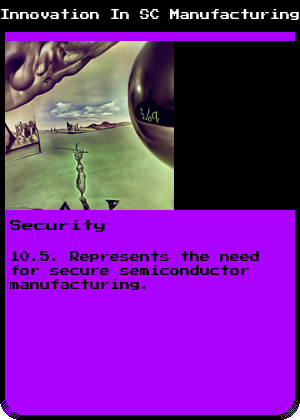 Innovation In SC Manufacturing
Security
10.5. Represents the need
for secure semiconductor
manufacturing.